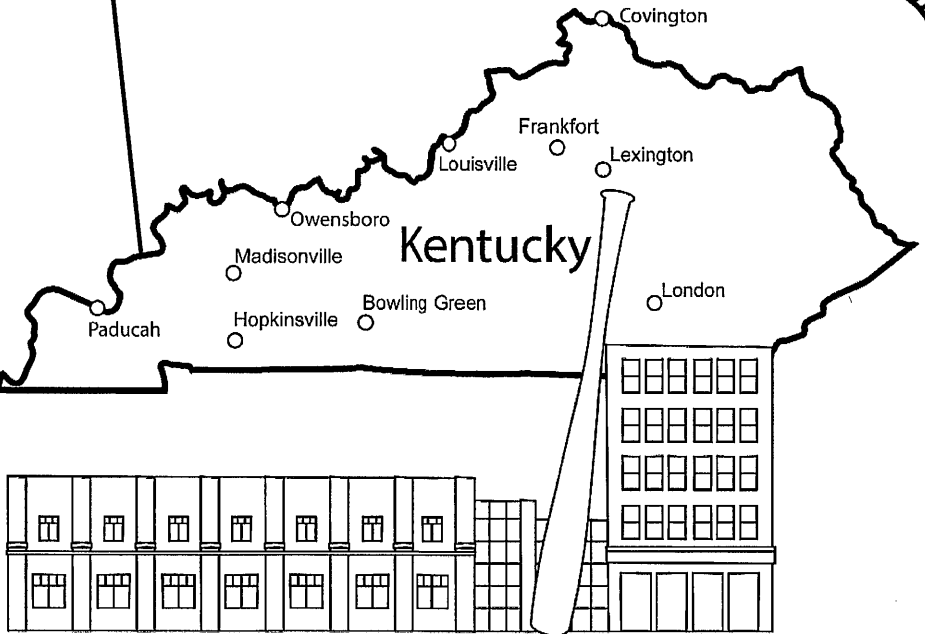 Covington
Frankfort
Lexington
Louisville
Owensboro
Kentucky
Madisonville
London
Bowling Green
Hopkinsville
Paducah